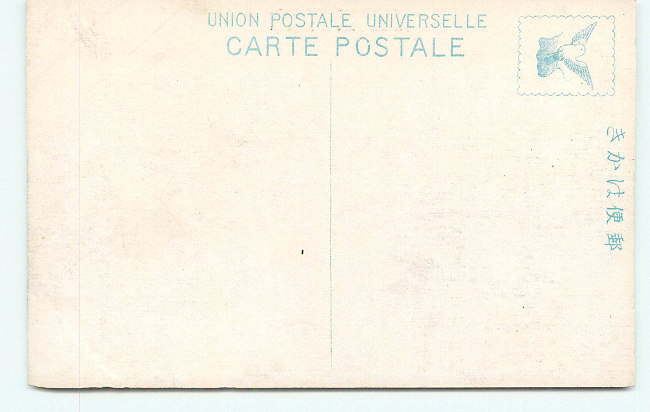 UNION POSTALE UNIVERSELLE
CARTE POSTALE
郵便はかき